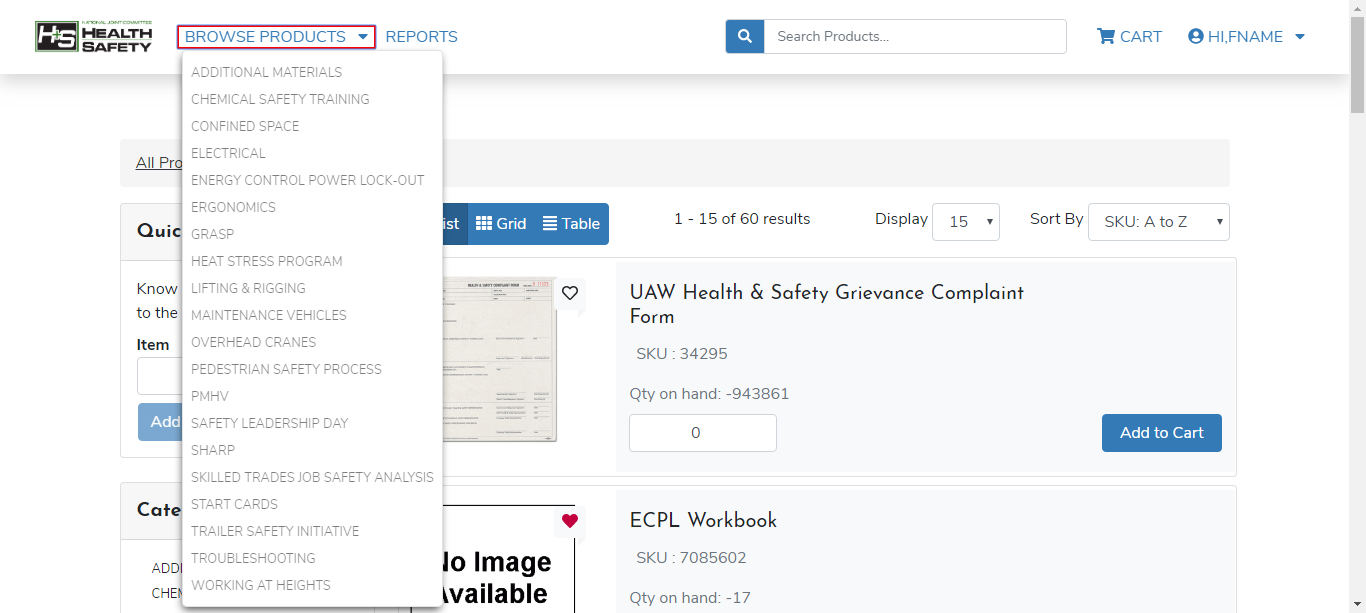 NATIONAL JOINT COMMITTEE
H+S HEALTH
SAFETY
BROWSE PRODUCTS
REPORTS
Search Products...
CART
HI,FNAME
ADDITIONAL MATERIALS
CHEMICAL SAFETY TRAINING
CONFINED SPACE
ELECTRICAL
ENERGY CONTROL POWER LOCK-OUT
ERGONOMICS
GRASP
HEAT STRESS PROGRAM
LIFTING & RIGGING
MAINTENANCE VEHICLES
OVERHEAD CRANES
PEDESTRIAN SAFETY PROCESS
PMHV
SAFETY LEADERSHIP DAY
SHARP
SKILLED TRADES JOB SAFETY ANALYSIS
START CARDS
TRAILER SAFETY INITIATIVE
TROUBLESHOOTING
WORKING AT HEIGHTS
All Pro
Quic
Know
to the
Item
Add
Cate
ADDI
CHEM
ist
Grid
Table
1 - 15 of 60 results
Display 15
Sort By SKU: A to Z
HEALTH & SAFETY COMPLAINT FORM
UAW Health & Safety Grievance Complaint
Form
SKU : 34295
Qty on hand: -943861
0
Add to Cart
No Image
Available
ECPL Workbook
SKU : 7085602
Qty on hand: -17